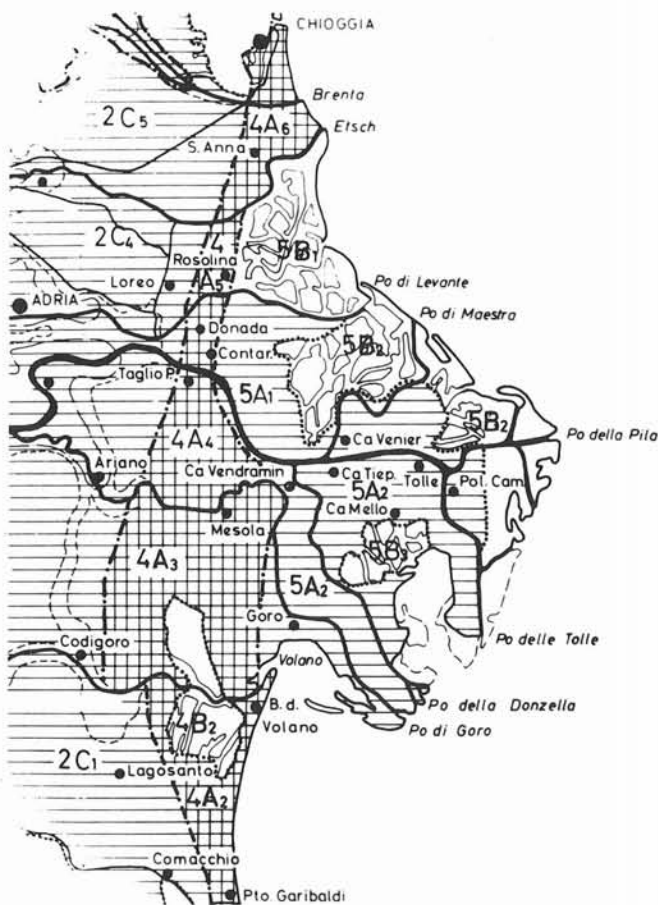 CHIOGGIA
Brenta
2C5
4A6
Etsch
S. Anna
2C4
4
5B1
Rosolina
A5
Loreo
Po di Levante
ADRIA
Po di Maestra
Donada
Contar.
5B2
Taglio P.
5A1
5B2
4A4
Ca Venier
Po della Pila
Ariano
Ca Vendramin
Ca Tiep.
Tolle
Pol. Cam.
5A2
Mesola
Ca Mello
4A3
5B3
5A2
Goro
Codigoro
Volano
Po delle Tolle
B. d.
Volano
Po della Donzella
4B2
Po di Goro
2C1
Lagosanto
4A2
Comacchio
Pto. Garibaldi